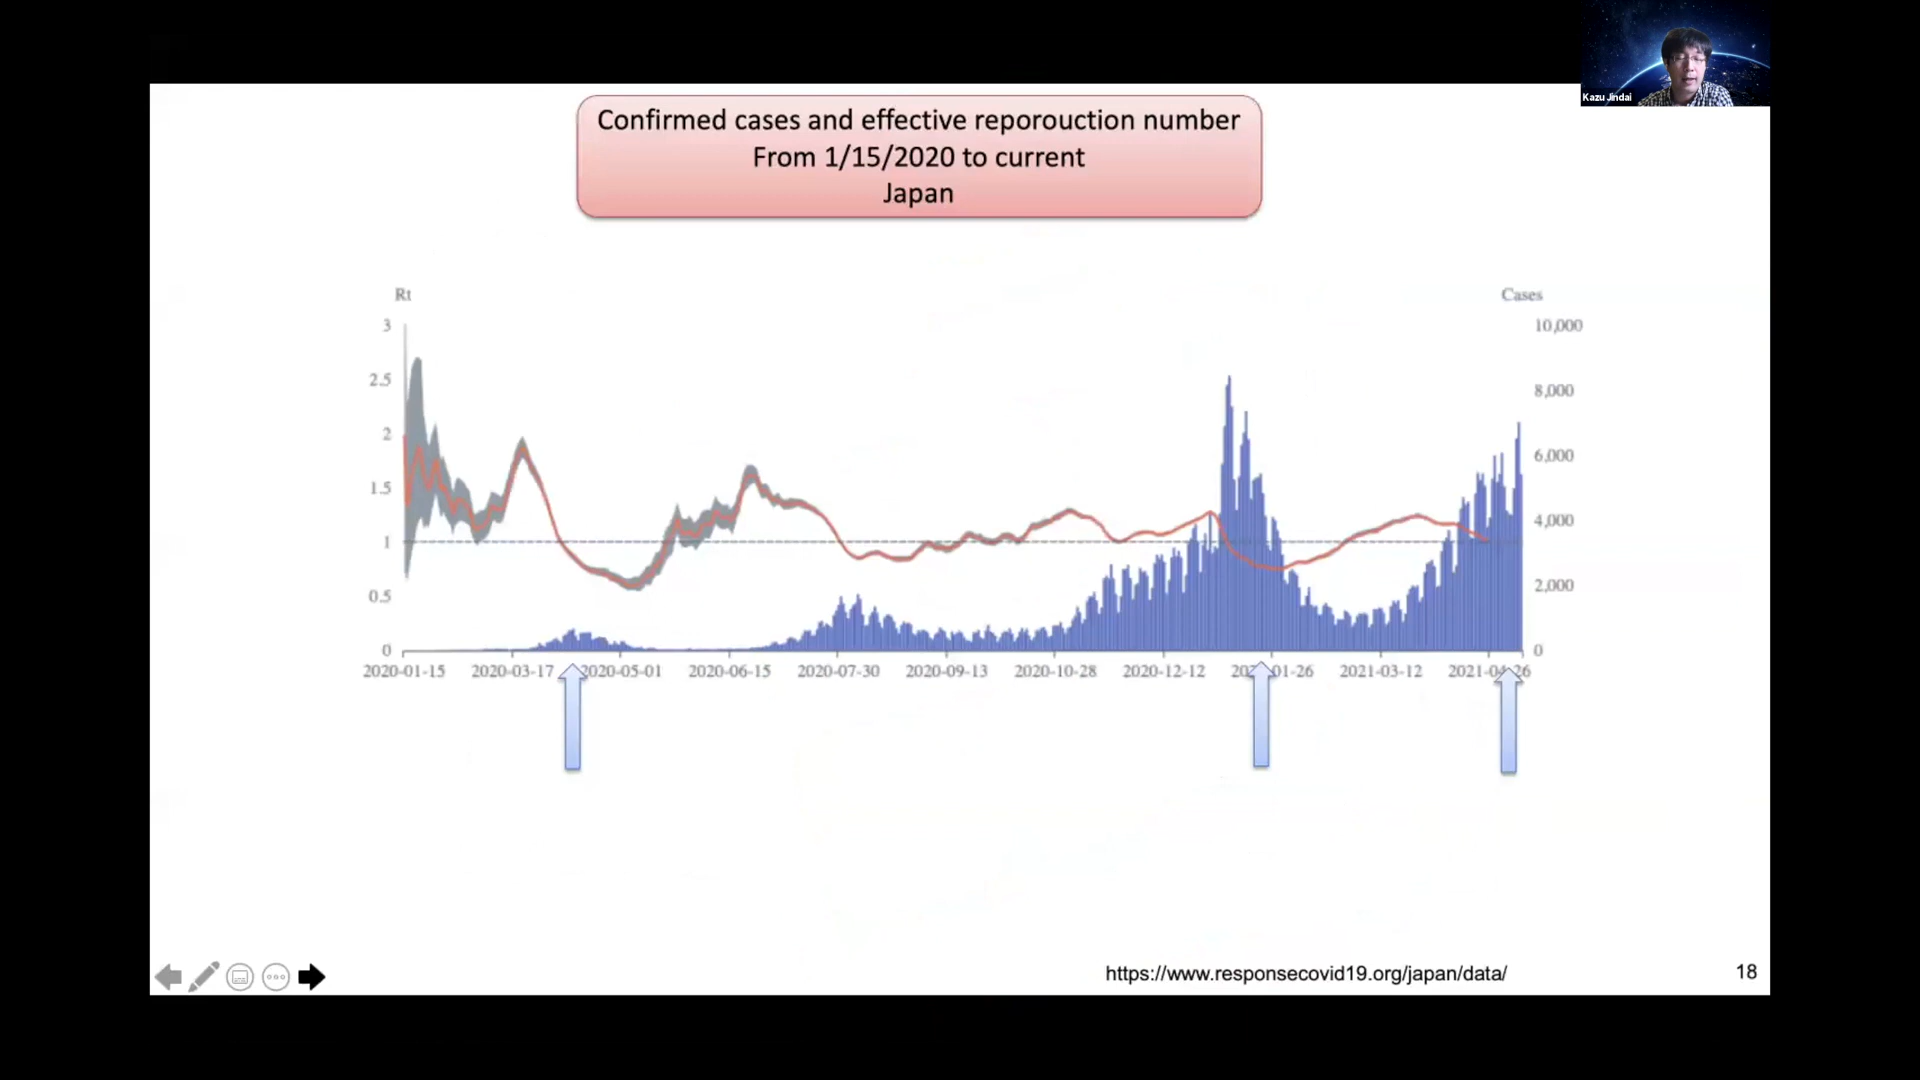 Kazu Jindai
Confirmed cases and effective reporouction number
From 1/15/2020 to current
Japan
Rt
Cases
3
2.5
2
1.5
1
0.5
0
10,000
8,000
6,000
4,000
2,000
0
2020-01-15 2020-03-17 2020-05-01 2020-06-15 2020-07-30 2020-09-13 2020-10-28 2020-12-12 2021-01-26 2021-03-12 2021-04-26
https://www.responsecovid19.org/japan/data/
18